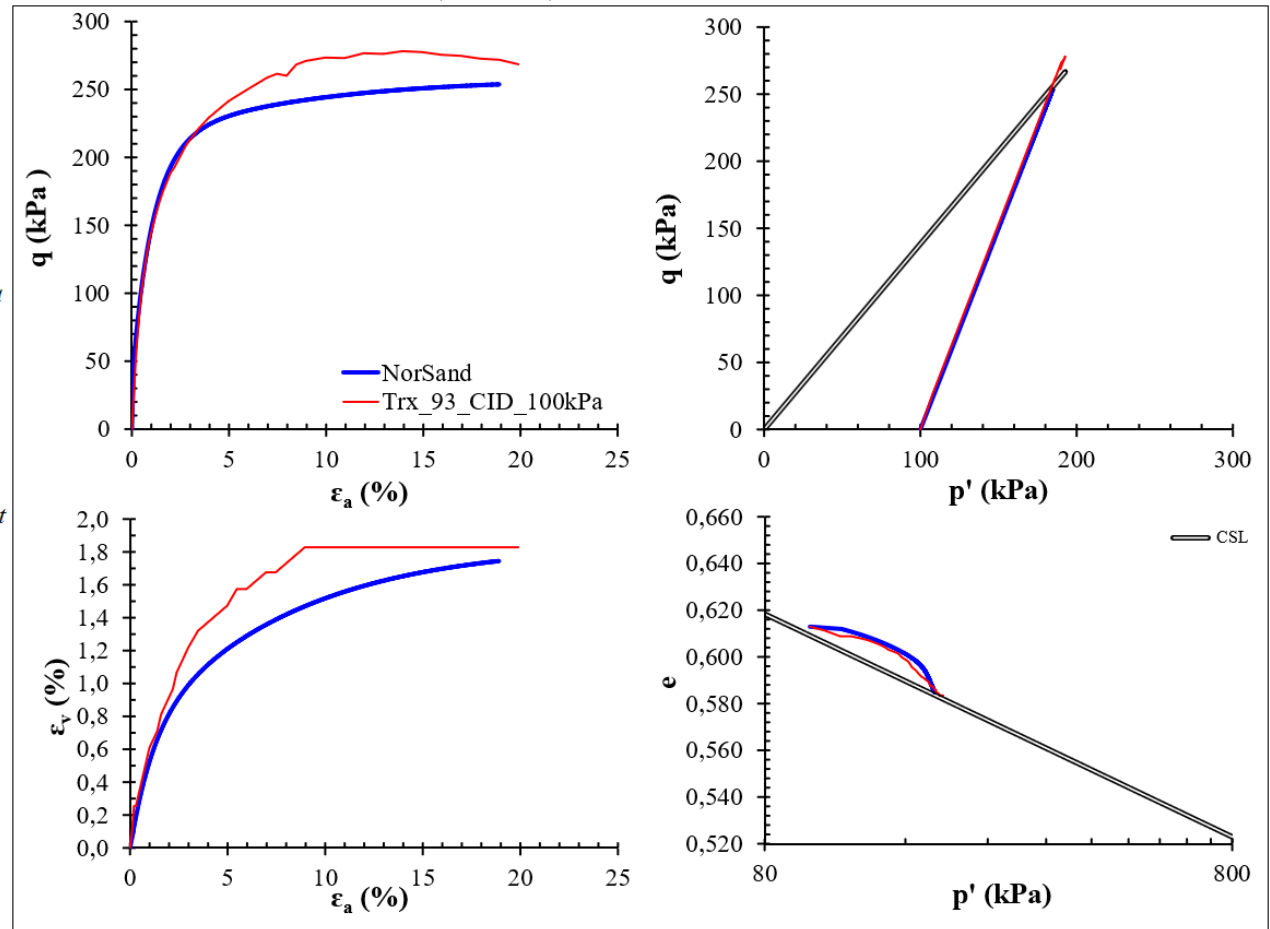 300
250
200
150
100
50
0
q (kPa )
NorSand
Trx_93_CID_100kPa
0 5 10 15 20 25
εa (%)
300
250
200
150
100
50
0
q (kPa)
0 100 200 300
p' (kPa)
t
2,0
1,8
1,6
1,4
1,2
1,0
0,8
0,6
0,4
0,2
0,0
εv (%)
0 5 10 15 20 25
εa (%)
0,660
0,640
0,620
0,600
0,580
0,560
0,540
0,520
e
CSL
80 800
p' (kPa)